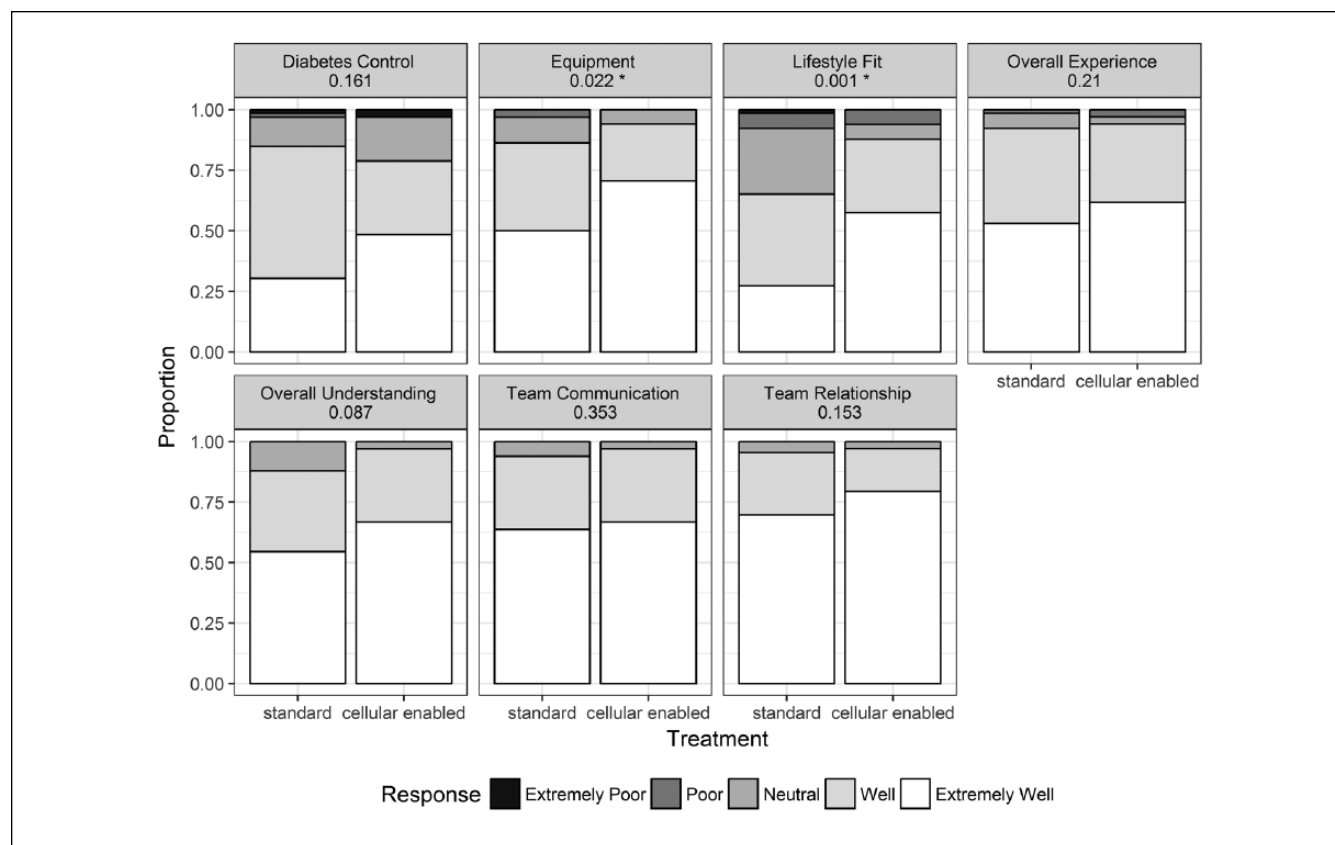 Diabetes Control
0.161
Equipment
0.022 *
Lifestyle Fit
0.001 *
Overall Experience
0.21
1.00
0.75
0.50
0.25
0.00
standard cellular enabled
Proportion
Overall Understanding
0.087
Team Communication
0.353
Team Relationship
0.153
1.00
0.75
0.50
0.25
0.00
standard cellular enabled
standard cellular enabled
standard cellular enabled
Treatment
Response Extremely Poor Poor Neutral Well Extremely Well